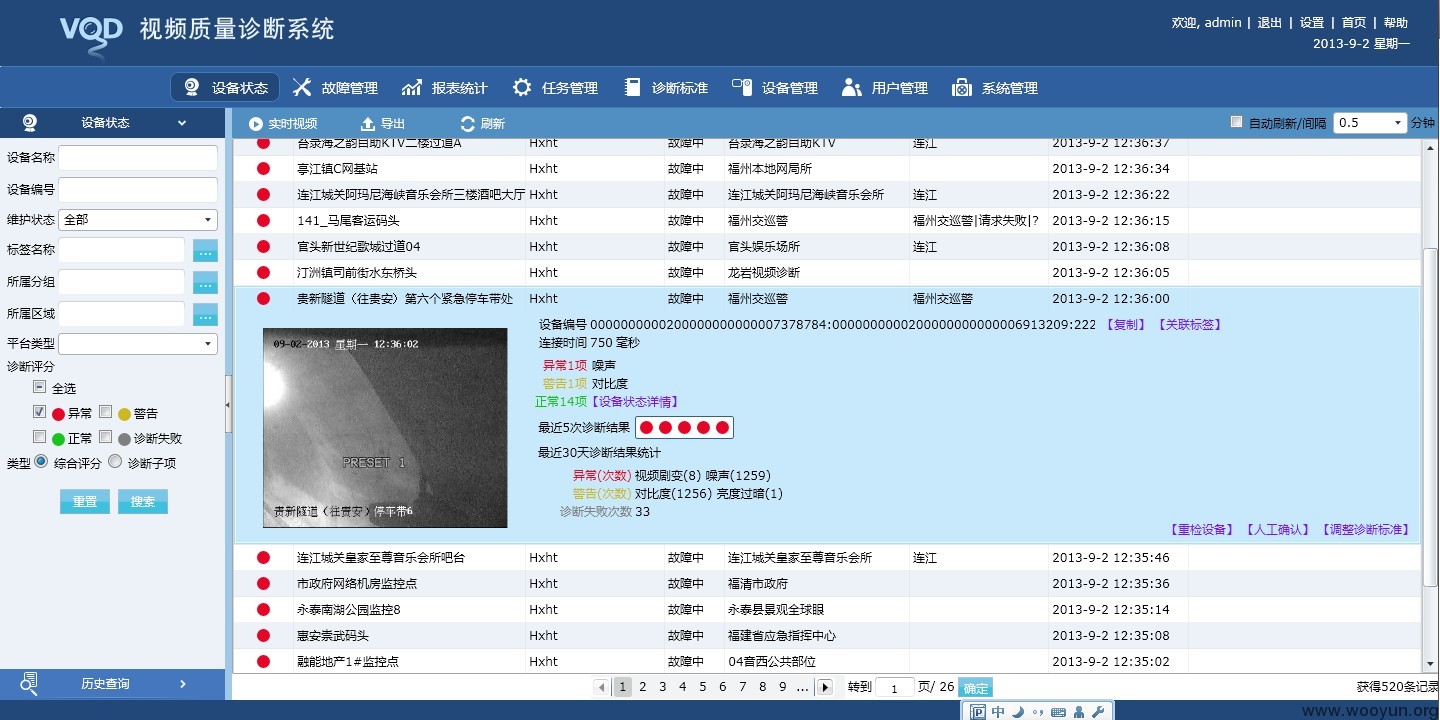 VQD 视频质量诊断系统
欢迎, admin | 退出 | 设置 | 首页 | 帮助
2013-9-2 星期一
设备状态 故障管理 报表统计 任务管理 诊断标准 设备管理 用户管理 系统管理
设备状态
实时视频 导出 刷新 自动刷新/间隔 0.5 分钟
设备名称
设备编号
维护状态 全部
标签名称 ...
所属分组 ...
所属区域 ...
平台类型
诊断评分
全选
异常 警告
正常 诊断失败
类型 综合评分 诊断子项
重置 搜索
历史查询
苔菉海之韵自助KTV二楼过道A Hxht 故障中 苔菉海之韵自助KTV 连江 2013-9-2 12:36:37
亭江镇C网基站 Hxht 故障中 福州本地网局所 2013-9-2 12:36:34
连江城关阿玛尼海峡音乐会所三楼酒吧大厅 Hxht 故障中 连江城关阿玛尼海峡音乐会所 连江 2013-9-2 12:36:22
141_马尾客运码头 Hxht 故障中 福州交巡警 福州交巡警|请求失败|? 2013-9-2 12:36:15
官头新世纪歌城过道04 Hxht 故障中 官头娱乐场所 连江 2013-9-2 12:36:08
汀洲镇司前街水东桥头 Hxht 故障中 龙岩视频诊断 2013-9-2 12:36:05
贵新隧道（往贵安）第六个紧急停车带处 Hxht 故障中 福州交巡警 福州交巡警 2013-9-2 12:36:00
09-02-2013 星期一 12:36:02
PRESET 1
贵新隧道（往贵安）停车带6
设备编号 00000000002000000000000007378784:00000000002000000000000006913209:222 【复制】 【关联标签】
连接时间 750 毫秒
异常1项 噪声
警告1项 对比度
正常14项【设备状态详情】
最近5次诊断结果
最近30天诊断结果统计
异常(次数) 视频剧变(8) 噪声(1259)
警告(次数) 对比度(1256) 亮度过暗(1)
诊断失败次数 33
【重检设备】 【人工确认】 【调整诊断标准】
连江城关皇家至尊音乐会所吧台 Hxht 故障中 连江城关皇家至尊音乐会所 连江 2013-9-2 12:35:46
市政府网络机房监控点 Hxht 故障中 福清市政府 2013-9-2 12:35:36
永泰南湖公园监控8 Hxht 故障中 永泰县景观全球眼 2013-9-2 12:35:14
惠安崇武码头 Hxht 故障中 福建省应急指挥中心 2013-9-2 12:35:08
融能地产1#监控点 Hxht 故障中 04音西公共部位 2013-9-2 12:35:02
1 2 3 4 5 6 7 8 9 ... 转到 1 页/ 26 确定 获得520条记录
中
www.wooyun.org